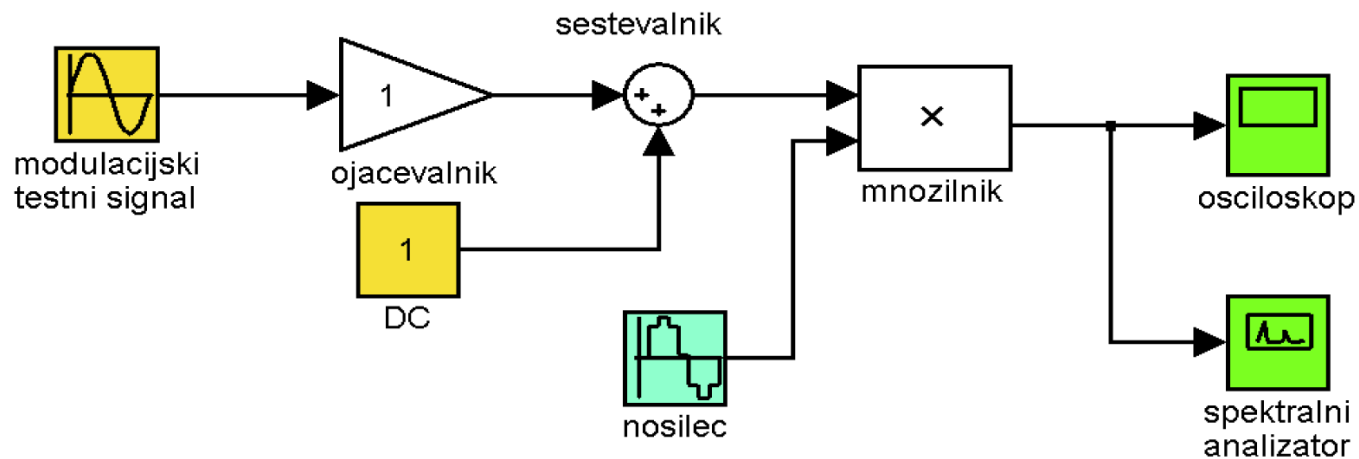 sestevalnik
modulacijski
testni signal
1
ojacevalnik
+
+
×
mnozilnik
osciloskop
1
DC
nosilec
spektralni
analizator